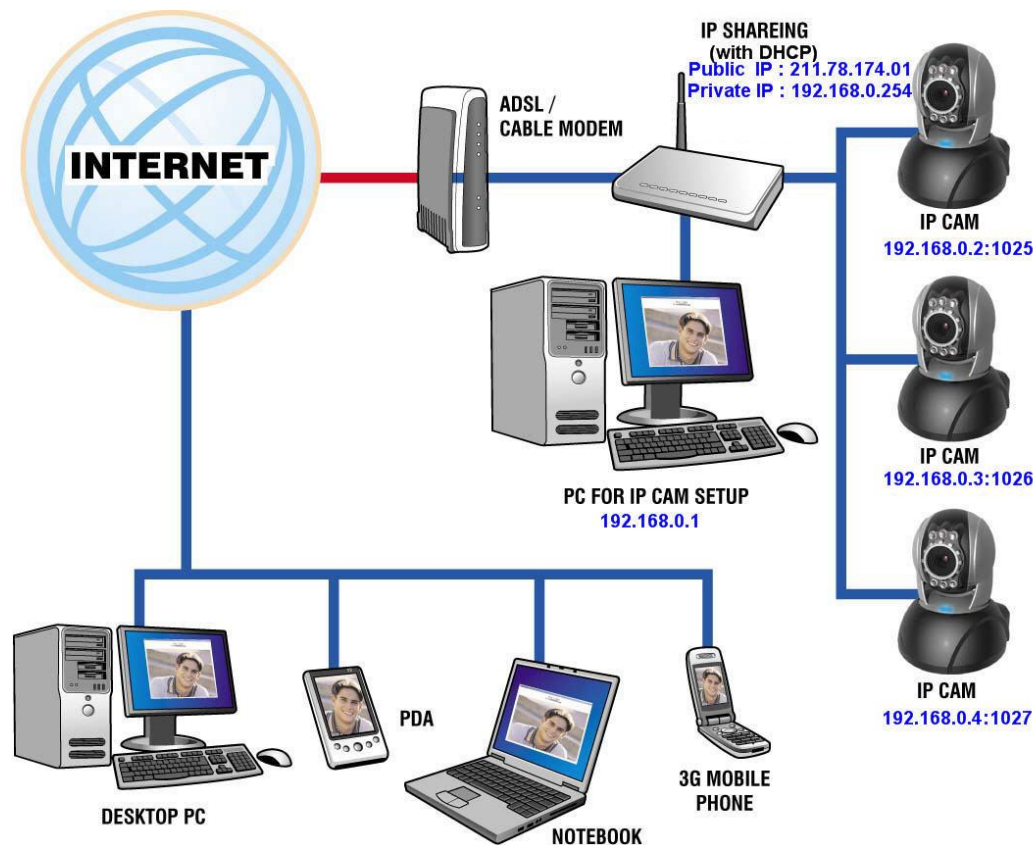 IP SHAREING
(with DHCP)
Public IP : 211.78.174.01
Private IP : 192.168.0.254
ADSL /
CABLE MODEM
INTERNET
IP CAM
192.168.0.2:1025
IP CAM
192.168.0.3:1026
PC FOR IP CAM SETUP
192.168.0.1
IP CAM
192.168.0.4:1027
PDA
3G MOBILE
PHONE
DESKTOP PC
NOTEBOOK